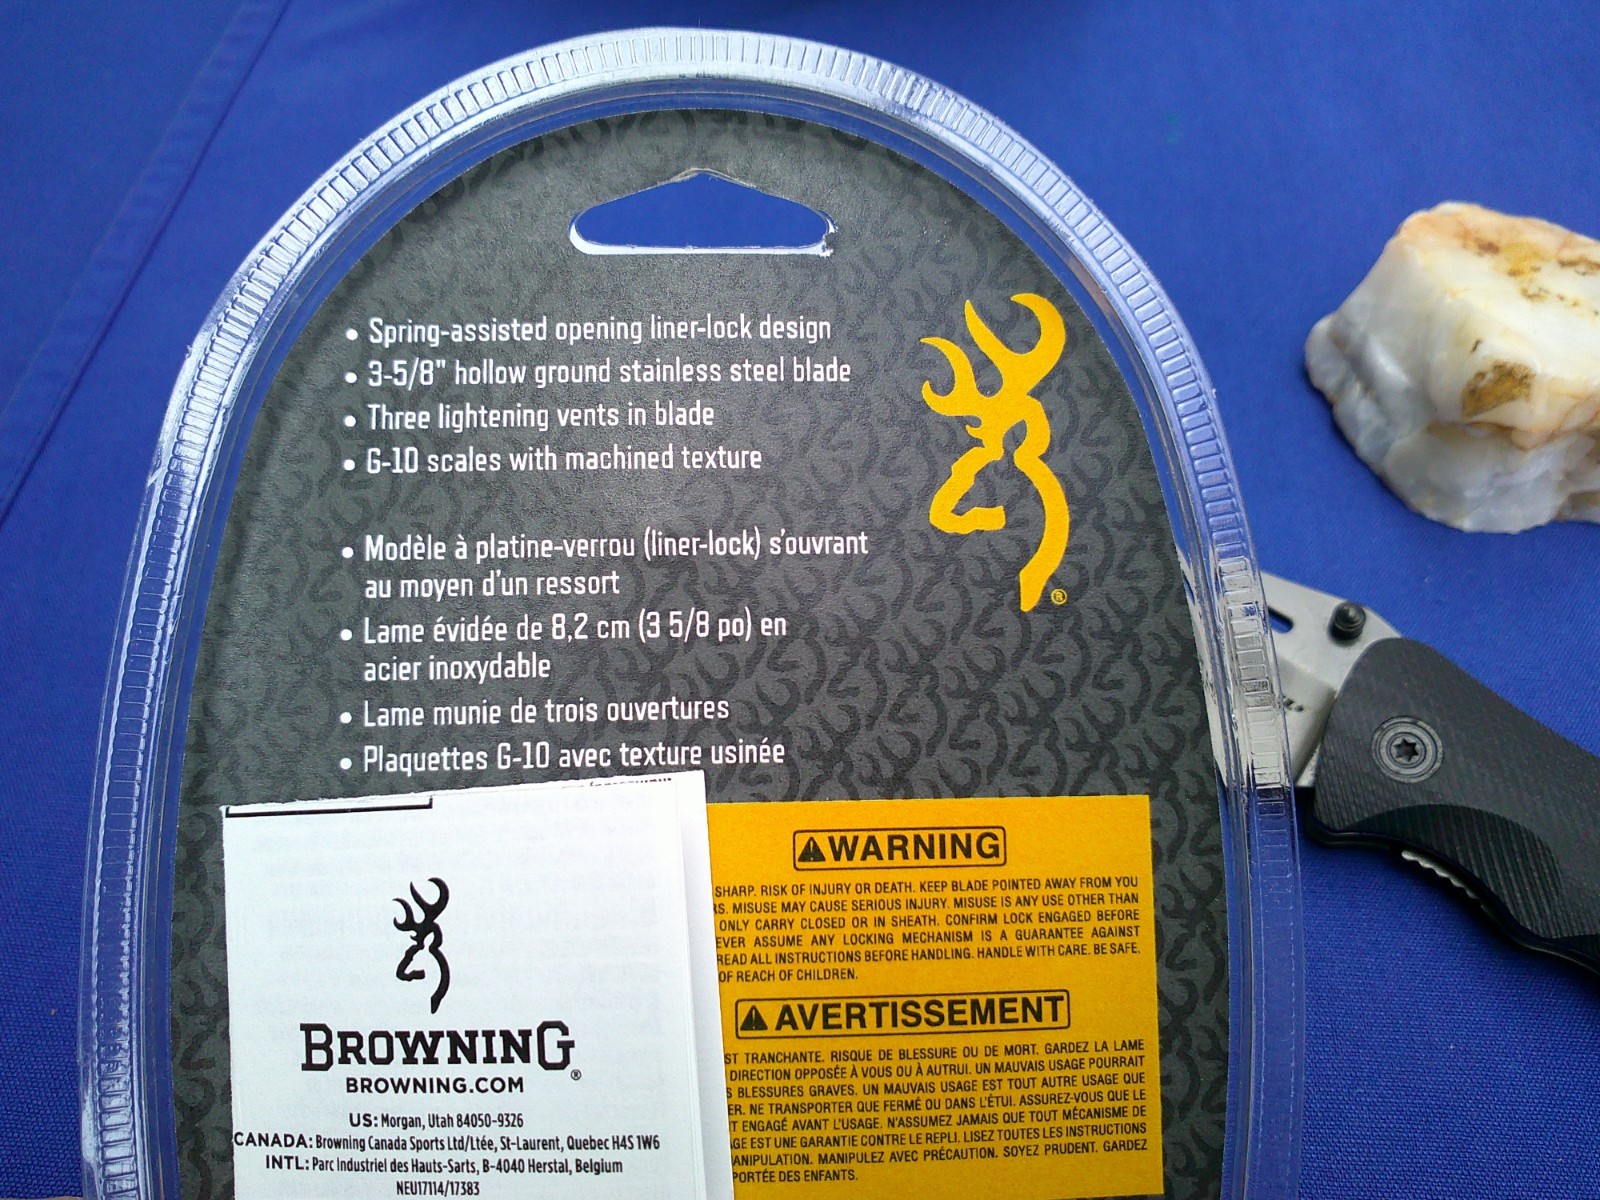 • Spring-assisted opening liner-lock design
• 3-5/8" hollow ground stainless steel blade
• Three lightening vents in blade
• G-10 scales with machined texture
• Modèle à platine-verrou (liner-lock) s'ouvrant
au moyen d'un ressort
• Lame évidée de 8,2 cm (3 5/8 po) en
acier inoxydable
• Lame munie de trois ouvertures
• Plaquettes G-10 avec texture usinée
®
BROWNING®
BROWNING.COM
US: Morgan, Utah 84050-9326
CANADA: Browning Canada Sports Ltd/Ltée, St-Laurent, Quebec H4S 1W6
INTL: Parc Industriel des Hauts-Sarts, B-4040 Herstal, Belgium
NEU17114/17383
WARNING
SHARP. RISK OF INJURY OR DEATH. KEEP BLADE POINTED AWAY FROM YOU
S. MISUSE MAY CAUSE SERIOUS INJURY. MISUSE IS ANY USE OTHER THAN
ONLY CARRY CLOSED OR IN SHEATH. CONFIRM LOCK ENGAGED BEFORE
EVER ASSUME ANY LOCKING MECHANISM IS A GUARANTEE AGAINST
READ ALL INSTRUCTIONS BEFORE HANDLING. HANDLE WITH CARE. BE SAFE.
OF REACH OF CHILDREN.
AVERTISSEMENT
ST TRANCHANTE. RISQUE DE BLESSURE OU DE MORT. GARDEZ LA LAME
DIRECTION OPPOSÉE À VOUS OU À AUTRUI. UN MAUVAIS USAGE POURRAIT
S BLESSURES GRAVES. UN MAUVAIS USAGE EST TOUT AUTRE USAGE QUE
ER. NE TRANSPORTER QUE FERMÉ OU DANS L'ÉTUI. ASSUREZ-VOUS QUE LE
T ENGAGÉ AVANT L'USAGE. N'ASSUMEZ JAMAIS QUE TOUT MÉCANISME DE
GE EST UNE GARANTIE CONTRE LE REPLI. LISEZ TOUTES LES INSTRUCTIONS
ANIPULATION. MANIPULEZ AVEC PRÉCAUTION. SOYEZ PRUDENT. GARDEZ
PORTÉE DES ENFANTS.